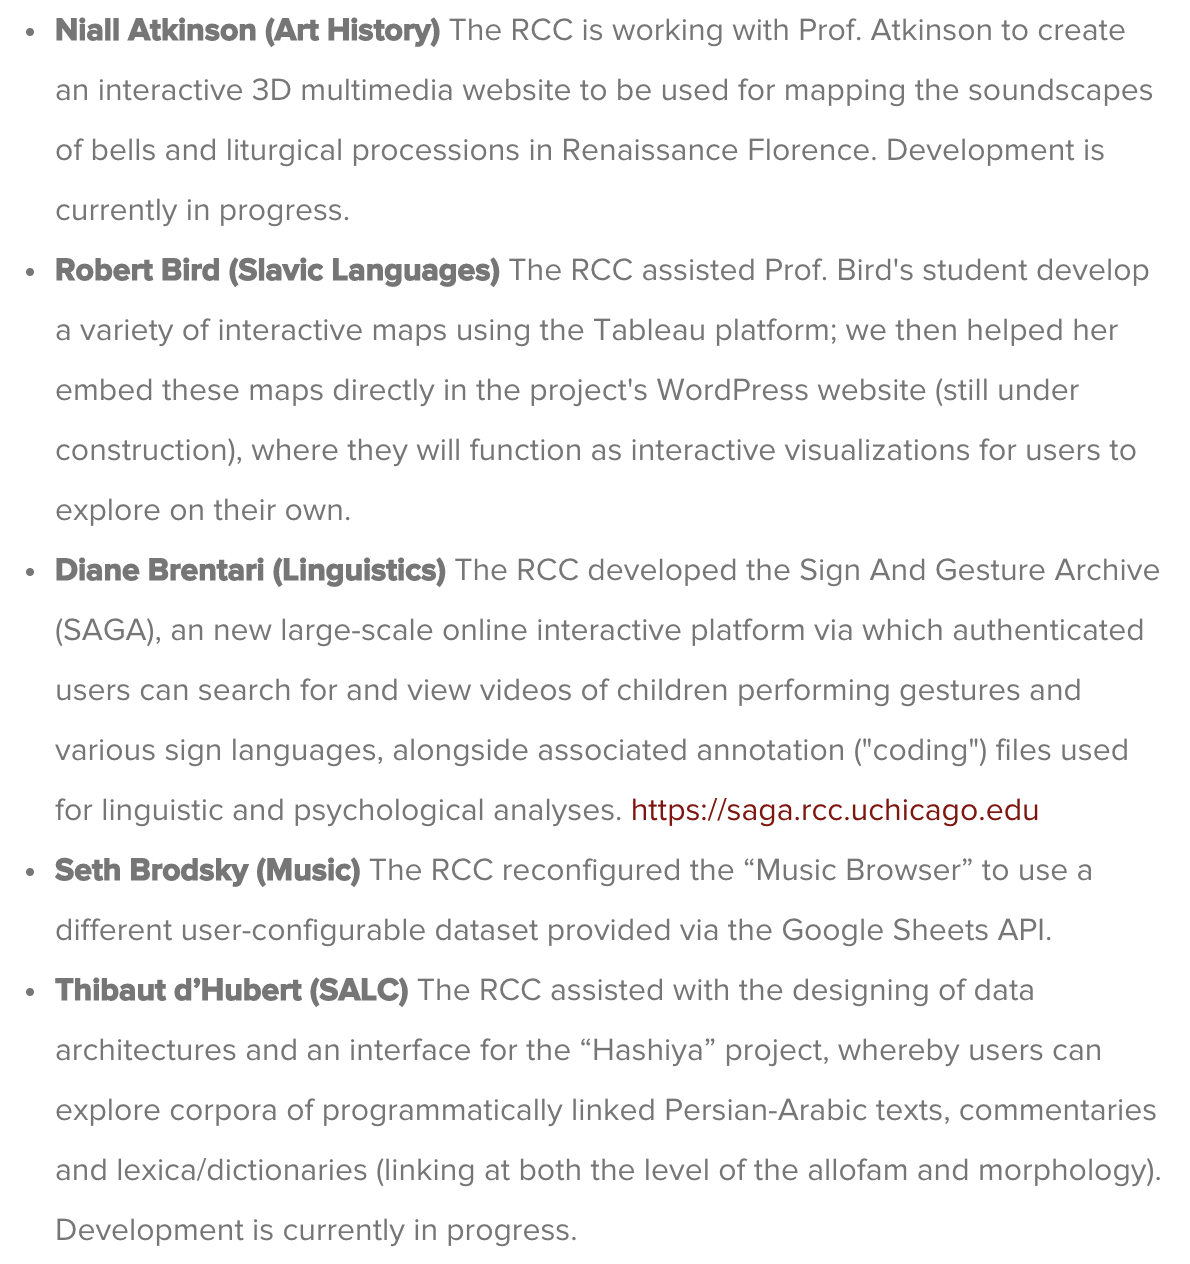 • Niall Atkinson (Art History) The RCC is working with Prof. Atkinson to create
an interactive 3D multimedia website to be used for mapping the soundscapes
of bells and liturgical processions in Renaissance Florence. Development is
currently in progress.
• Robert Bird (Slavic Languages) The RCC assisted Prof. Bird's student develop
a variety of interactive maps using the Tableau platform; we then helped her
embed these maps directly in the project's WordPress website (still under
construction), where they will function as interactive visualizations for users to
explore on their own.
• Diane Brentari (Linguistics) The RCC developed the Sign And Gesture Archive
(SAGA), an new large-scale online interactive platform via which authenticated
users can search for and view videos of children performing gestures and
various sign languages, alongside associated annotation ("coding") files used
for linguistic and psychological analyses. https://saga.rcc.uchicago.edu
• Seth Brodsky (Music) The RCC reconfigured the “Music Browser” to use a
different user-configurable dataset provided via the Google Sheets API.
• Thibaut d’Hubert (SALC) The RCC assisted with the designing of data
architectures and an interface for the “Hashiya” project, whereby users can
explore corpora of programmatically linked Persian-Arabic texts, commentaries
and lexica/dictionaries (linking at both the level of the allofam and morphology).
Development is currently in progress.